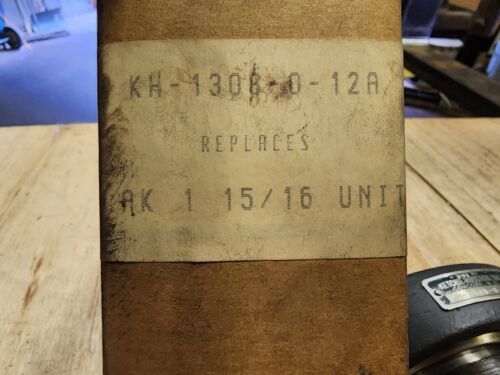 KH-1308-0-12A
REPLACES
AK 1 15/16 UNIT